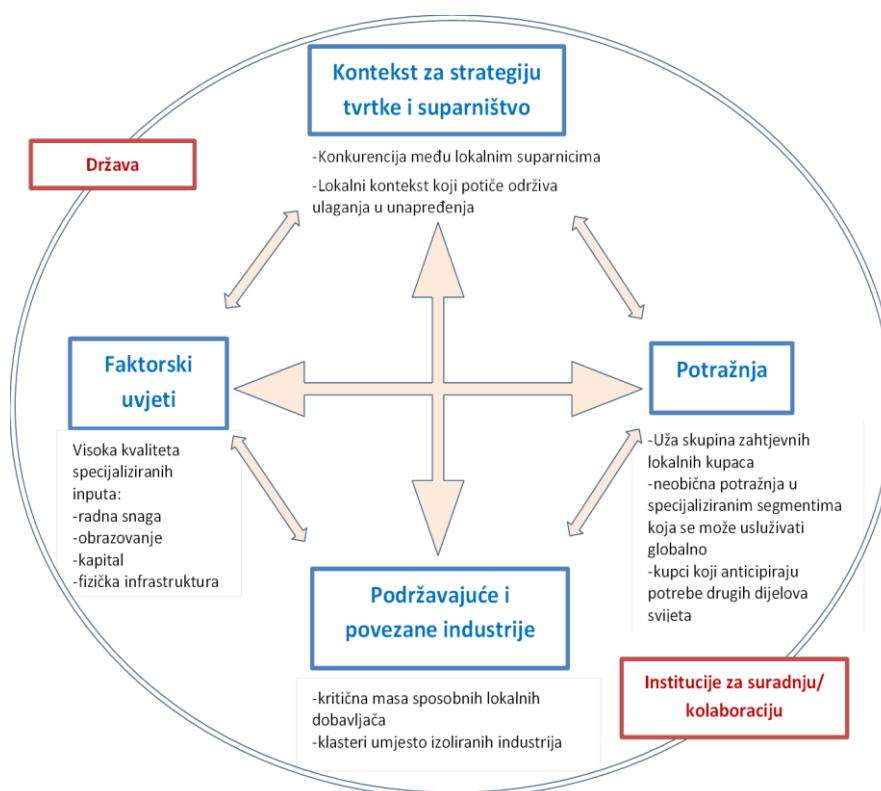 Kontekst za strategiju
tvrtke i suparništvo
Država
-Konkurencija među lokalnim suparnicima
-Lokalni kontekst koji potiče održiva
ulaganja u unapređenja
Faktorski
uvjeti
Potražnja
Visoka kvaliteta
specijaliziranih
inputa:
-radna snaga
-obrazovanje
-kapital
-fizička infrastruktura
-Uža skupina zahtjevnih
lokalnih kupaca
-neobična potražnja u
specijaliziranim segmentima
koja se može usluživati
globalno
-kupci koji anticipiraju
potrebe drugih dijelova
svijeta
Podržavajuće i
povezane industrije
-kritična masa sposobnih lokalnih
dobavljača
-klasteri umjesto izoliranih industrija
Institucije za suradnju/
kolaboraciju